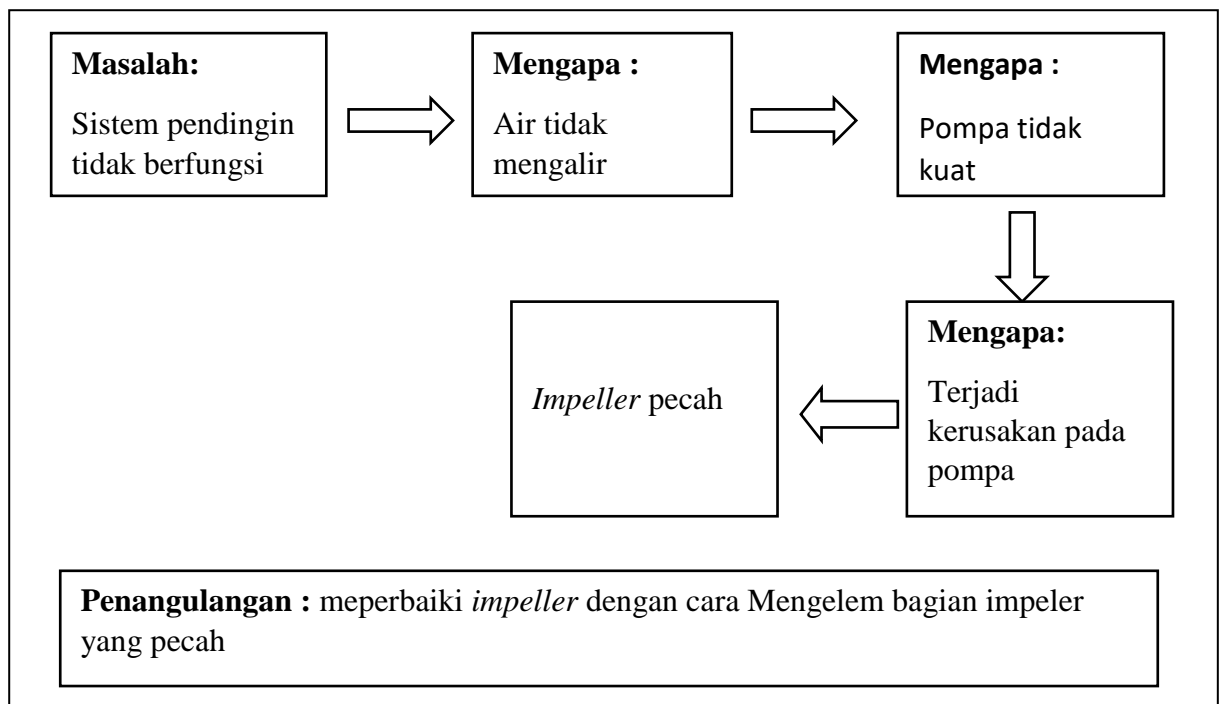 Masalah:
Sistem pendingin
tidak berfungsi
Mengapa :
Air tidak
mengalir
Mengapa :
Pompa tidak
kuat
Mengapa:
Terjadi
kerusakan pada
pompa
Impeller pecah
Penangulangan : meperbaiki impeller dengan cara Mengelem bagian impeler
yang pecah